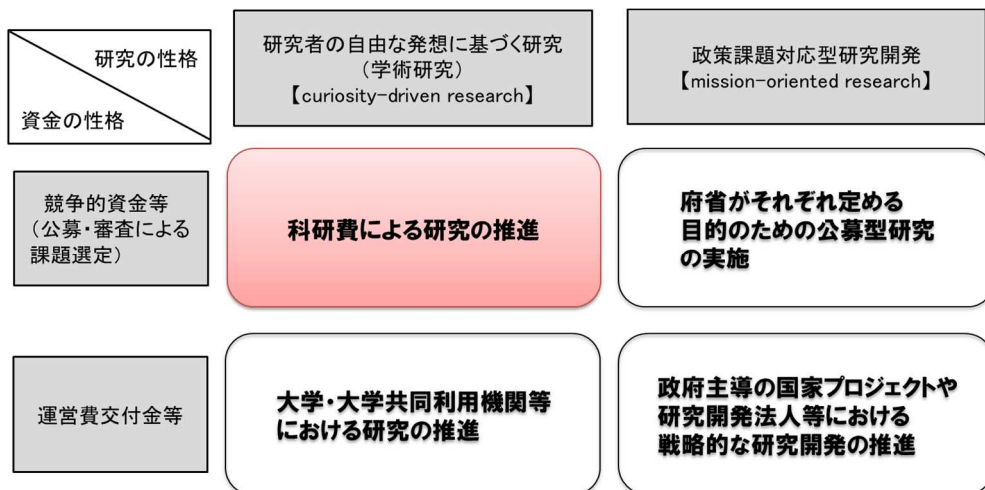 研究の性格
資金の性格
研究者の自由な発想に基づく研究
(学術研究)
【curiosity-driven research】
政策課題対応型研究開発
【mission-oriented research】
競争的資金等
(公募・審査による
課題選定)
科研費による研究の推進
府省がそれぞれ定める
目的のための公募型研究
の実施
運営費交付金等
大学・大学共同利用機関等
における研究の推進
政府主導の国家プロジェクトや
研究開発法人等における
戦略的な研究開発の推進